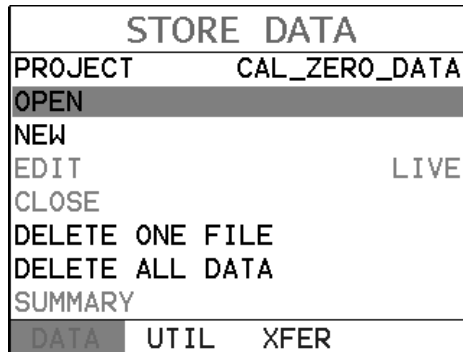 STORE DATA
PROJECT CAL_ZERO_DATA
OPEN
NEW
EDIT LIVE
CLOSE
DELETE ONE FILE
DELETE ALL DATA
SUMMARY
DATA UTIL XFER